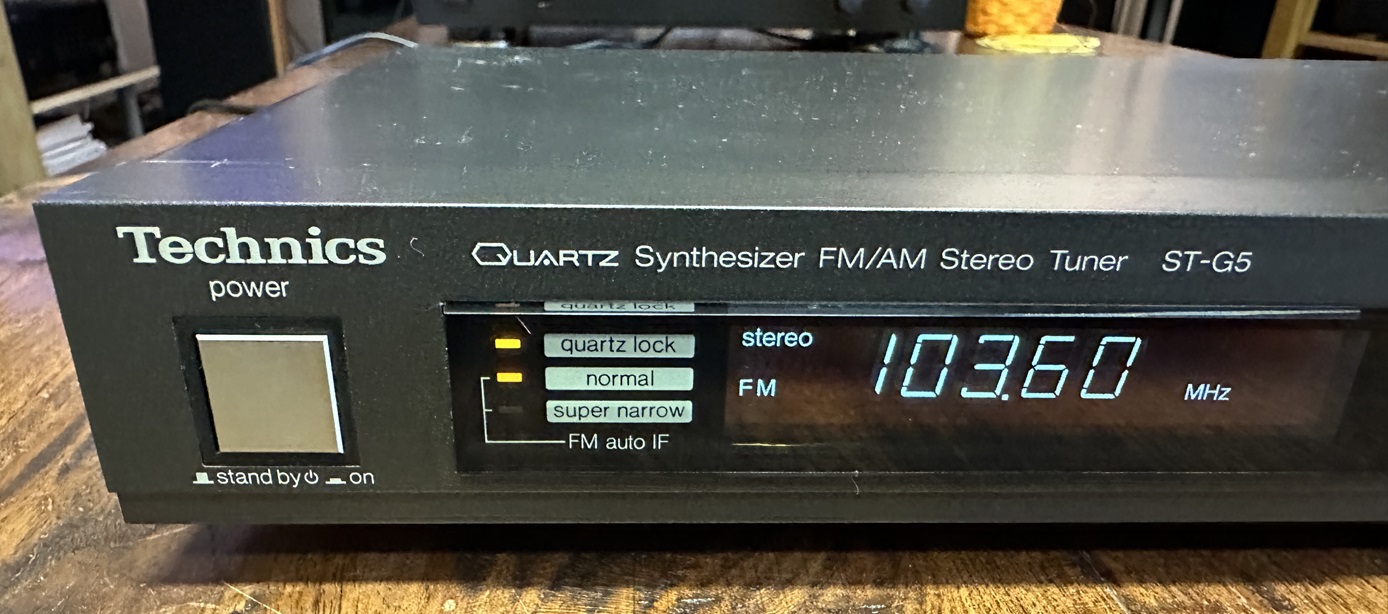 Technics
QUARTZ Synthesizer FM/AM Stereo Tuner ST-G5
power
quartz lock
quartz lock
normal
super narrow
FM auto IF
stereo
FM 103.60 MHz
stand by on